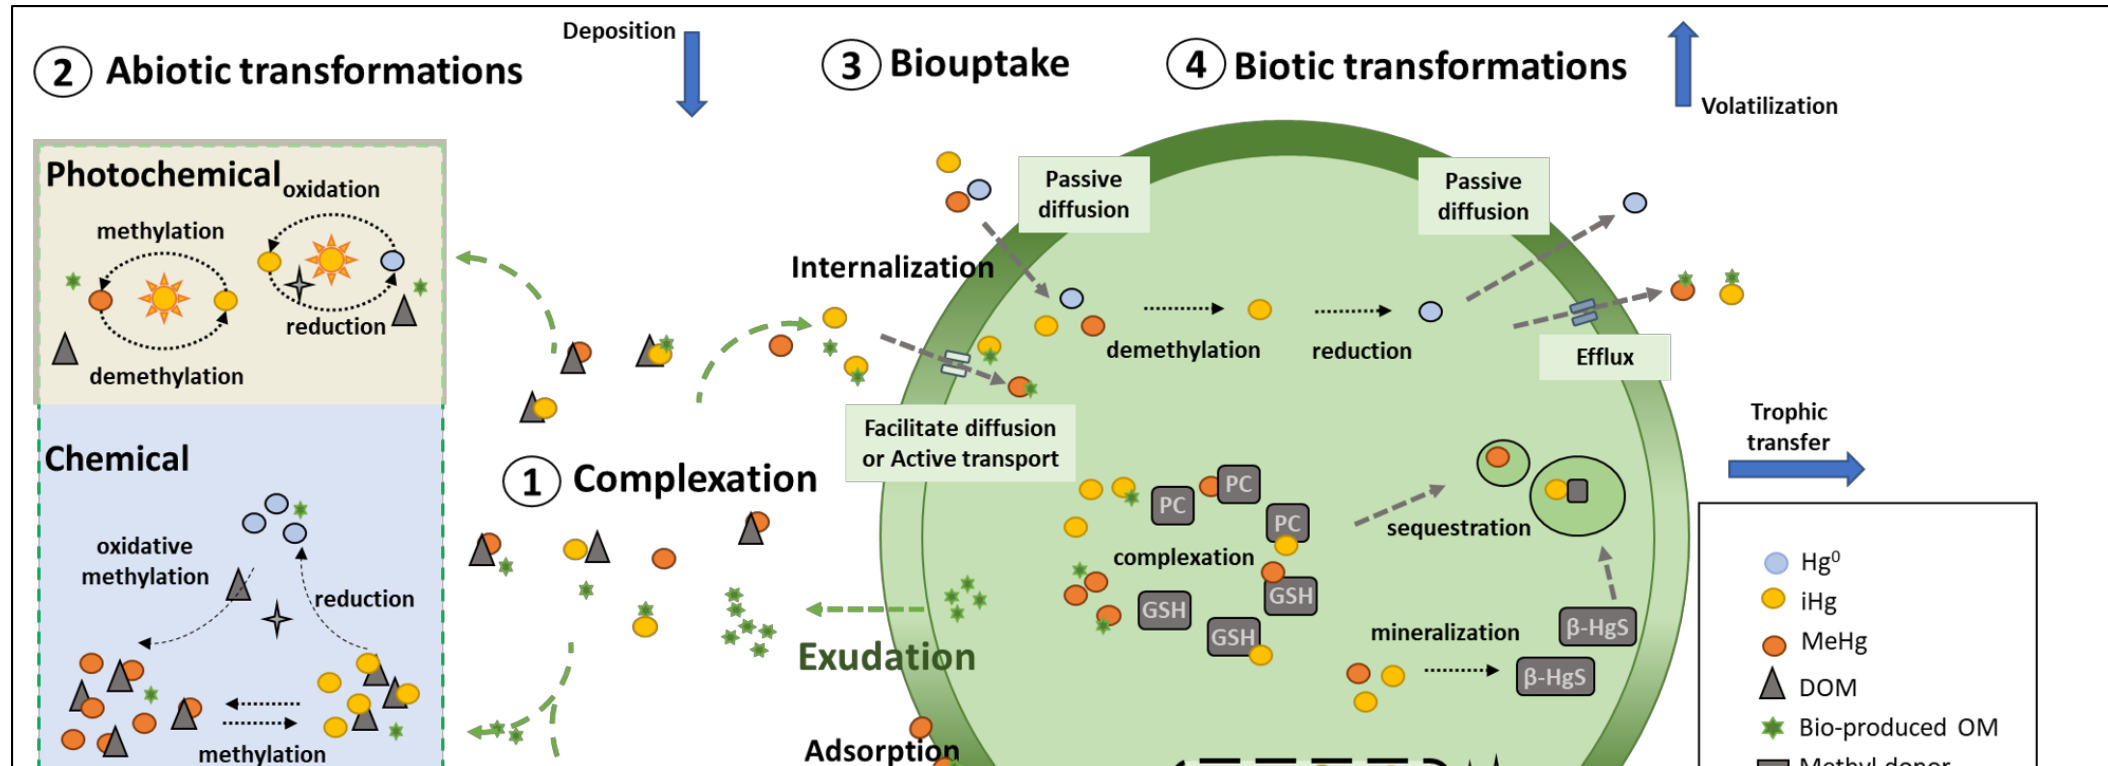 Deposition
2 Abiotic transformations
3 Biouptake
4 Biotic transformations
Volatilization
Photochemical
oxidation
methylation
reduction
demethylation
Chemical
oxidative
methylation
reduction
methylation
1 Complexation
Internalization
Passive
diffusion
Passive
diffusion
demethylation
reduction
Efflux
Facilitate diffusion
or Active transport
Trophic
transfer
PC
PC
PC
complexation
GSH
GSH
GSH
sequestration
mineralization
β-HgS
β-HgS
Exudation
Adsorption
Hg⁰
iHg
MeHg
DOM
Bio-produced OM
Methyl donor